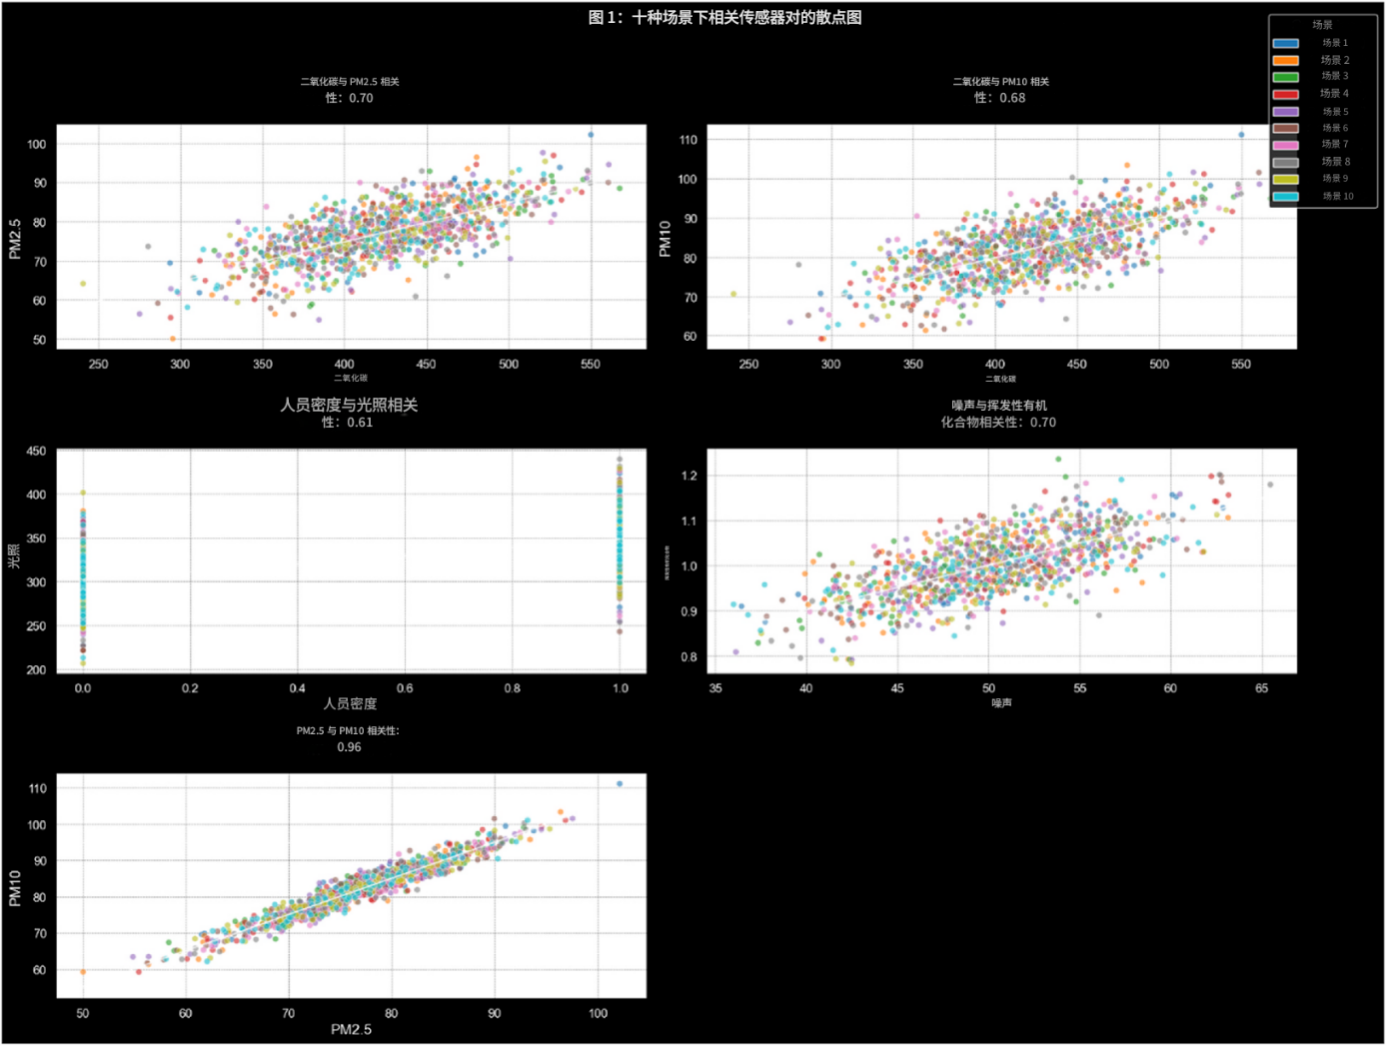 图 1：十种场景下相关传感器对的散点图
场景
场景 1
场景 2
场景 3
场景 4
场景 5
场景 6
场景 7
场景 8
场景 9
场景 10
二氧化碳与 PM2.5 相关
性：0.70
PM2.5
100
90
80
70
60
50
250 300 350 400 450 500 550
二氧化碳
二氧化碳与 PM10 相关
性：0.68
PM10
110
100
90
80
70
60
250 300 350 400 450 500 550
二氧化碳
人员密度与光照相关
性：0.61
光照
450
400
350
300
250
200
0.0 0.2 0.4 0.6 0.8 1.0
人员密度
噪声与挥发性有机
化合物相关性：0.70
1.2
1.1
1.0
0.9
0.8
35 40 45 50 55 60 65
噪声
PM2.5 与 PM10 相关性：
0.96
PM10
110
100
90
80
70
60
50 60 70 80 90 100
PM2.5